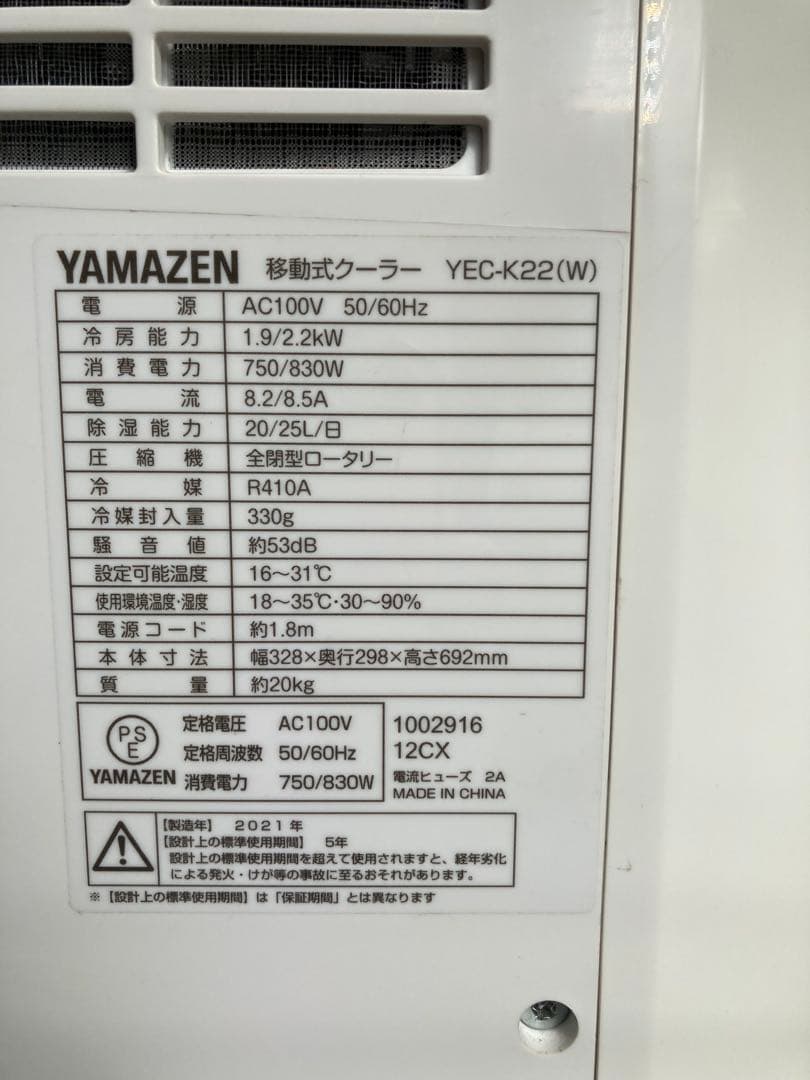 YAMAZEN 移動式クーラー YEC-K22(W)
電源 AC100V 50/60Hz
冷房能力 1.9/2.2kW
消費電力 750/830W
電流 8.2/8.5A
除湿能力 20/25L/日
圧縮機 全閉型ロータリー
冷媒 R410A
冷媒封入量 330g
騒音値 約53dB
設定可能温度 16〜31℃
使用環境温度・湿度 18〜35℃・30〜90%
電源コード 約1.8m
本体寸法 幅328×奥行298×高さ692mm
質量 約20kg
PSE
YAMAZEN
定格電圧 AC100V
定格周波数 50/60Hz
消費電力 750/830W
1002916
12CX
電流ヒューズ 2A
MADE IN CHINA
【製造年】 2021年
【設計上の標準使用期間】 5年
設計上の標準使用期間を超えて使用されますと、経年劣化
による発火・けが等の事故に至るおそれがあります。
※【設計上の標準使用期間】は「保証期間」とは異なります